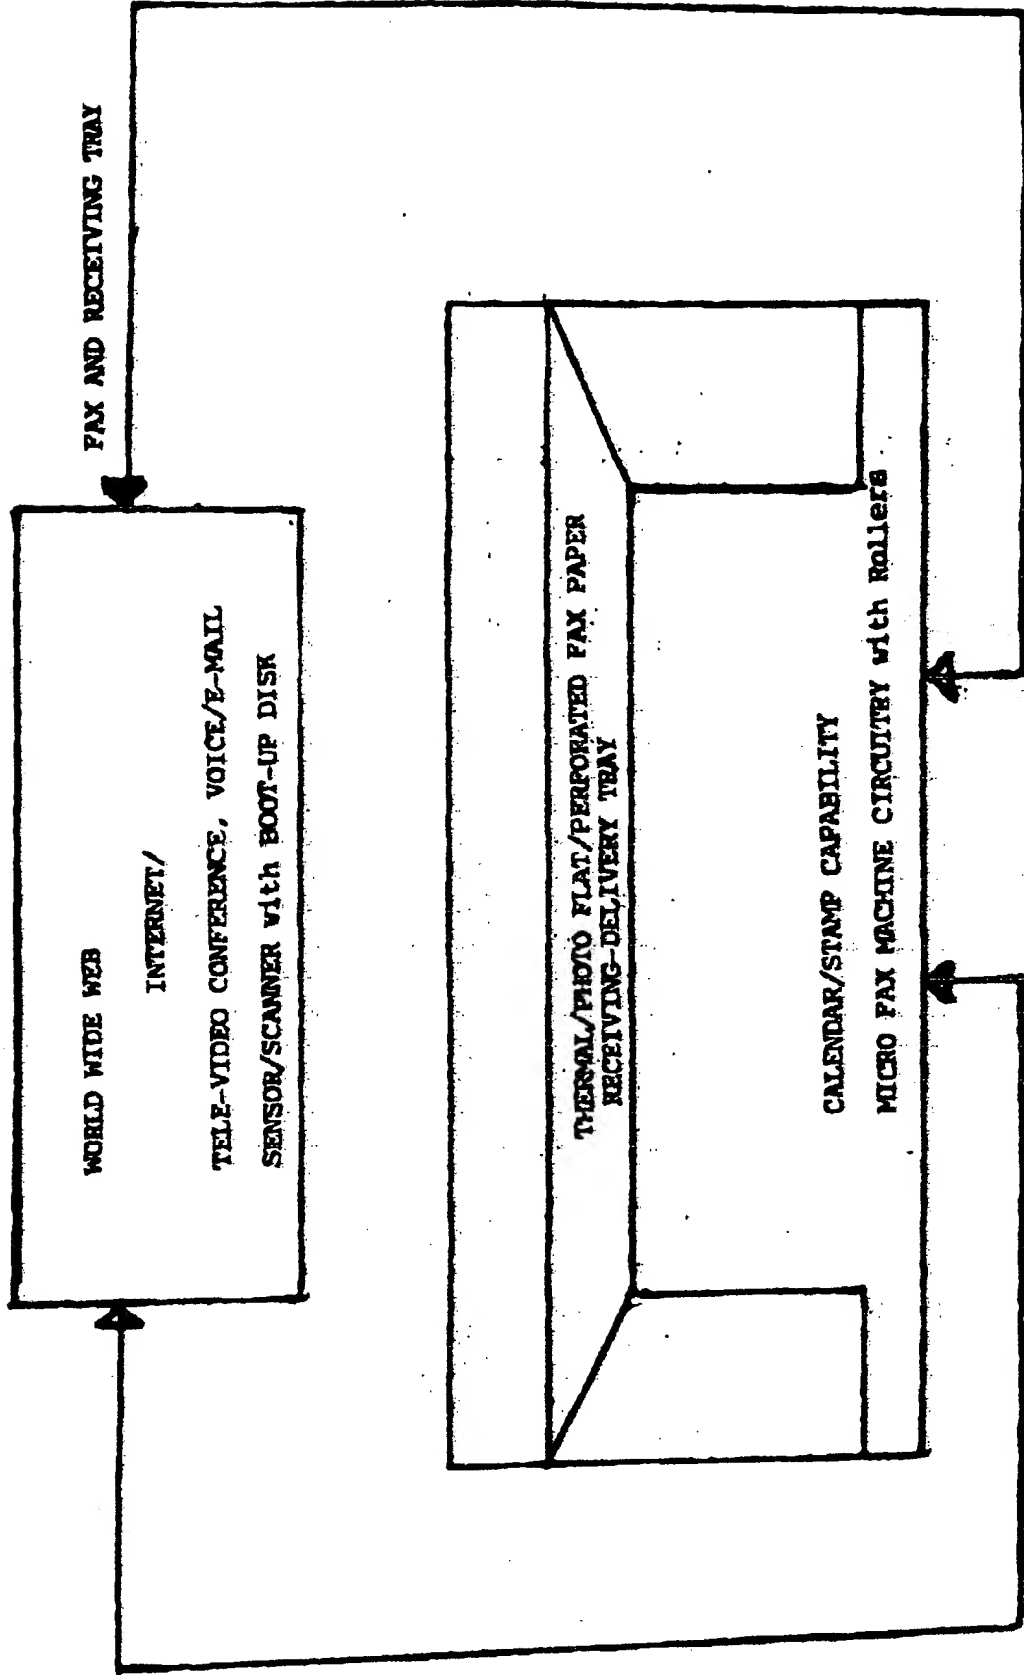 FAX AND RECEIVING TRAY
WORLD WIDE WEB
INTERNET/
TELE-VIDEO CONFERENCE, VOICE/E-MAIL
SENSOR/SCANNER with BOOT-UP DISK
THERMAL/PHOTO FLAT/PERFORATED FAX PAPER
RECEIVING-DELIVERY TRAY
CALENDAR/STAMP CAPABILITY
MICRO FAX MACHINE CIRCUITRY with Rollers